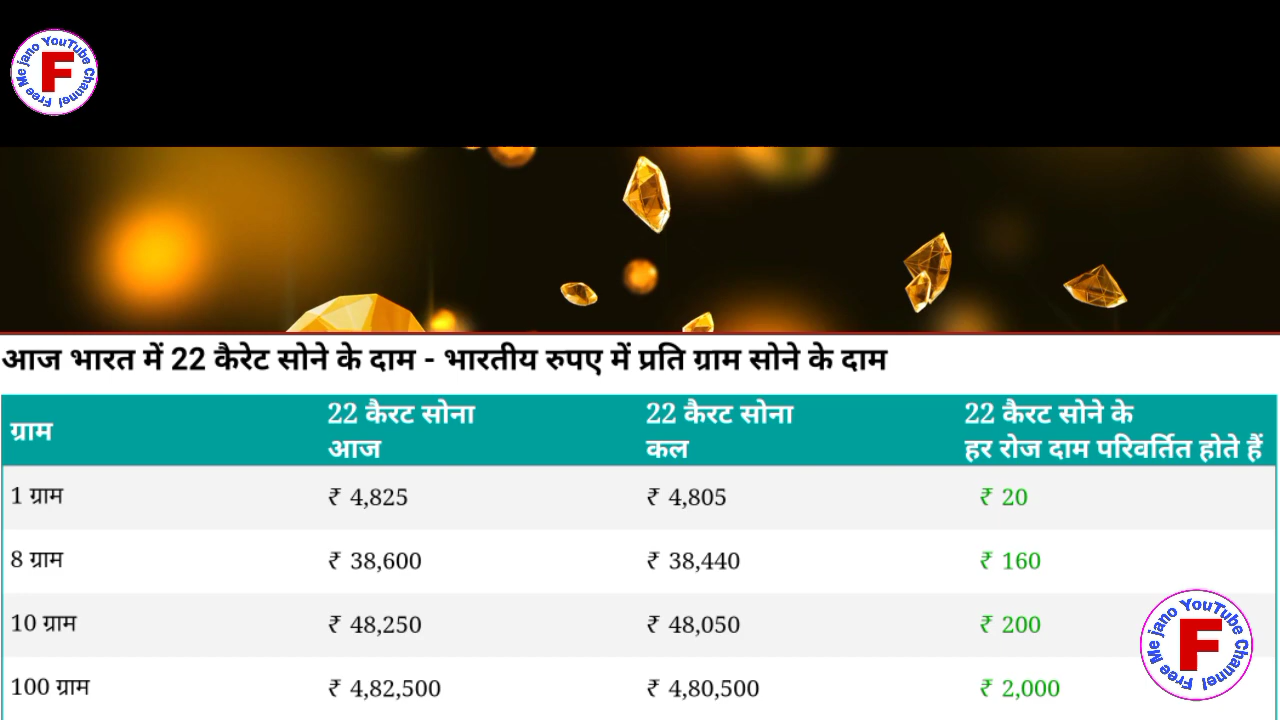 Free Me jano YouTube Channel
F
आज भारत में 22 कैरेट सोने के दाम - भारतीय रुपए में प्रति ग्राम सोने के दाम
ग्राम 22 कैरट सोना आज 22 कैरट सोना कल 22 कैरट सोने के हर रोज दाम परिवर्तित होते हैं
1 ग्राम ₹ 4,825 ₹ 4,805 ₹ 20
8 ग्राम ₹ 38,600 ₹ 38,440 ₹ 160
10 ग्राम ₹ 48,250 ₹ 48,050 ₹ 200
100 ग्राम ₹ 4,82,500 ₹ 4,80,500 ₹ 2,000
Free Me jano YouTube Channel
F